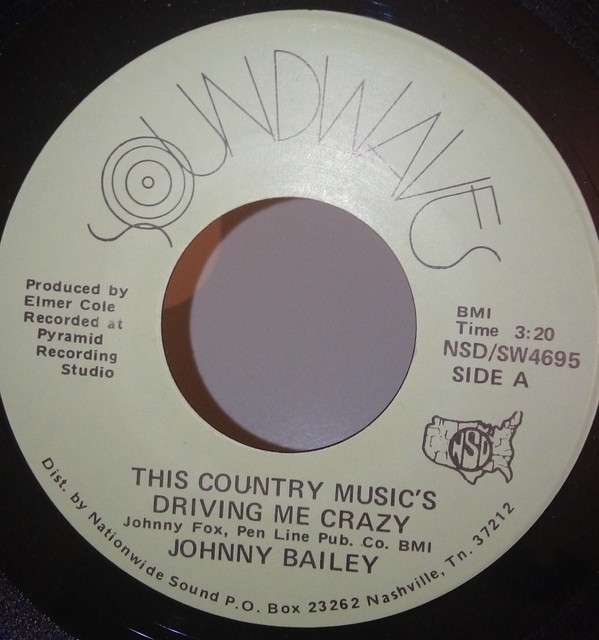 SOUNDWAVES
Produced by
Elmer Cole
Recorded at
Pyramid
Recording
Studio
BMI
Time 3:20
NSD/SW4695
SIDE A
NSD
THIS COUNTRY MUSIC'S
DRIVING ME CRAZY
Johnny Fox, Pen Line Pub. Co. BMI
JOHNNY BAILEY
Dist. by Nationwide Sound P.O. Box 23262 Nashville, Tn. 37212